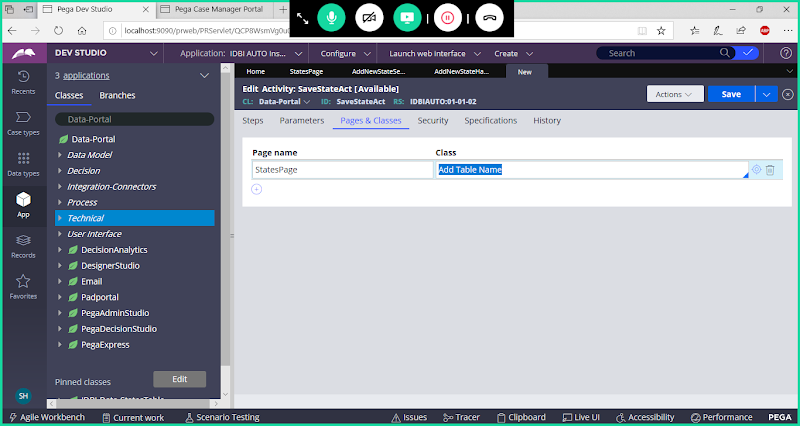 Pega Dev Studio
Pega Case Manager Portal
localhost:9090/prweb/PRServlet/QCP8WsmVg0u
DEV STUDIO
Application: IDBI AUTO Ins...
Configure
Launch web interface
Create
Search
Recents
Case types
Data types
App
Records
Favorites
SH
3 applications
Classes
Branches
Data-Portal
Data-Portal
Data Model
Decision
Integration-Connectors
Process
Technical
User Interface
DecisionAnalytics
DesignerStudio
Email
Padportal
PegaAdminStudio
PegaDecisionStudio
PegaExpress
Pinned classes
Edit
Home
StatesPage
AddNewStateSe...
AddNewStateHa...
New
Edit Activity: SaveStateAct [Available]
CL: Data-Portal ID: SaveStateAct RS: IDBIAUTO:01-01-02
Actions
Save
Steps
Parameters
Pages & Classes
Security
Specifications
History
Page name
Class
StatesPage
Add Table Name
Agile Workbench
Current work
Scenario Testing
Issues
Tracer
Clipboard
Live UI
Accessibility
Performance
PEGA